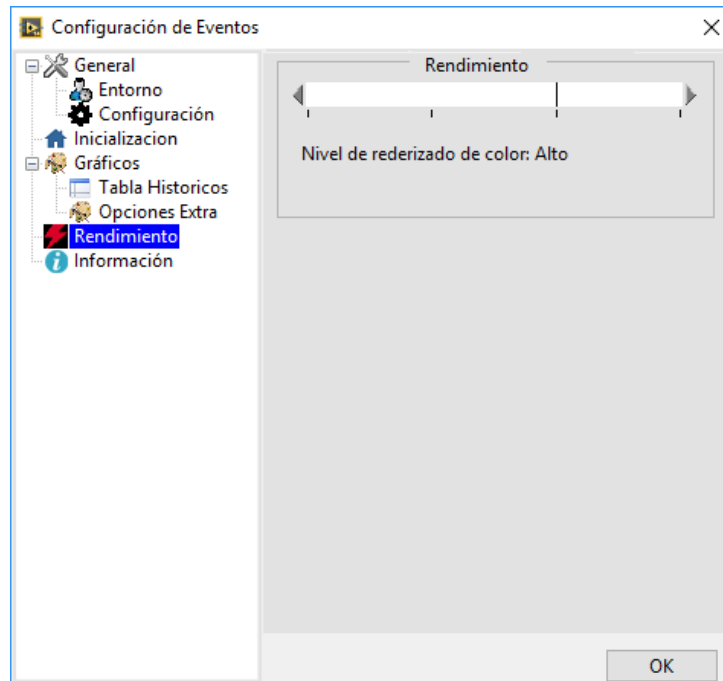 Configuración de Eventos
General
Entorno
Configuración
Inicializacion
Gráficos
Tabla Historicos
Opciones Extra
Rendimiento
Información
Rendimiento
Nivel de rederizado de color: Alto
OK